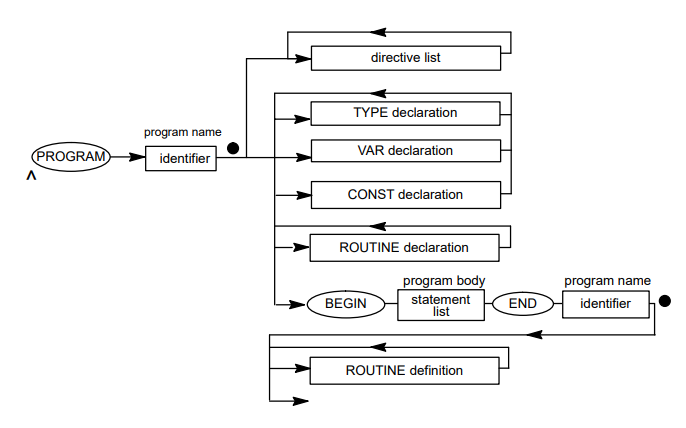 directive list
TYPE declaration
program name
VAR declaration
PROGRAM
identifier
^
CONST declaration
ROUTINE declaration
program body
program name
BEGIN
statement
list
END
identifier
ROUTINE definition